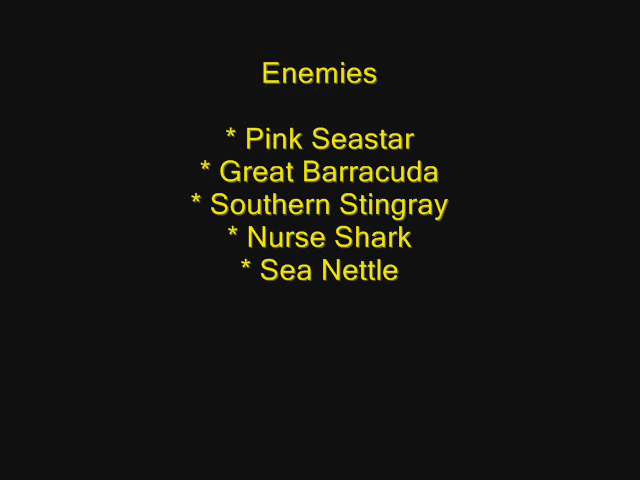 Enemies
* Pink Seastar
* Great Barracuda
* Southern Stingray
* Nurse Shark
* Sea Nettle